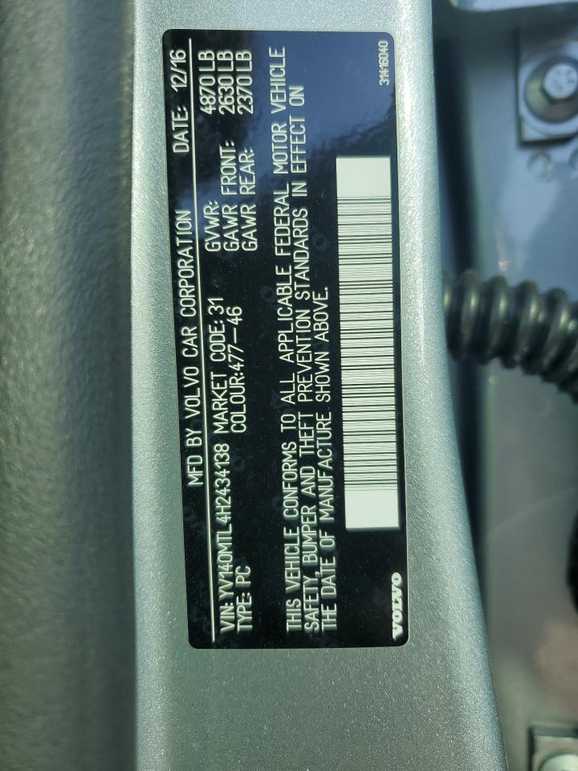 MFD BY VOLVO CAR CORPORATION DATE: 12/16
VIN: YV140MTL4H2434138 MARKET CODE: 31 GVWR: 4870 LB
TYPE: PC COLOUR: 477-46 GAWR FRONT: 2630 LB
GAWR REAR: 2370 LB
THIS VEHICLE CONFORMS TO ALL APPLICABLE FEDERAL MOTOR VEHICLE
SAFETY, BUMPER AND THEFT PREVENTION STANDARDS IN EFFECT ON
THE DATE OF MANUFACTURE SHOWN ABOVE.
VOLVO
31416040